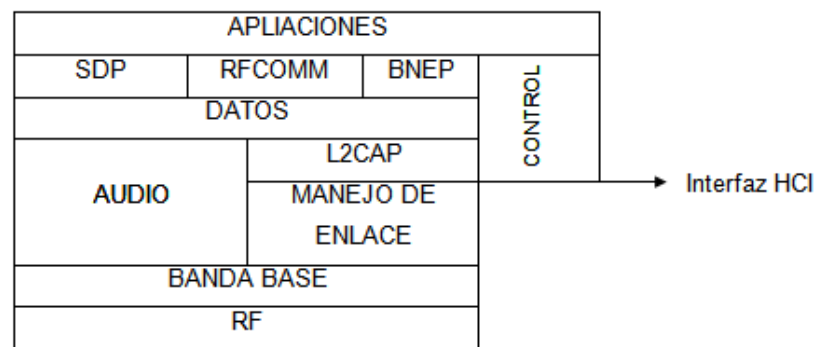 APLIACIONES
SDP RFCOMM BNEP
CONTROL
DATOS
L2CAP
AUDIO
MANEJO DE
ENLACE
Interfaz HCI
BANDA BASE
RF